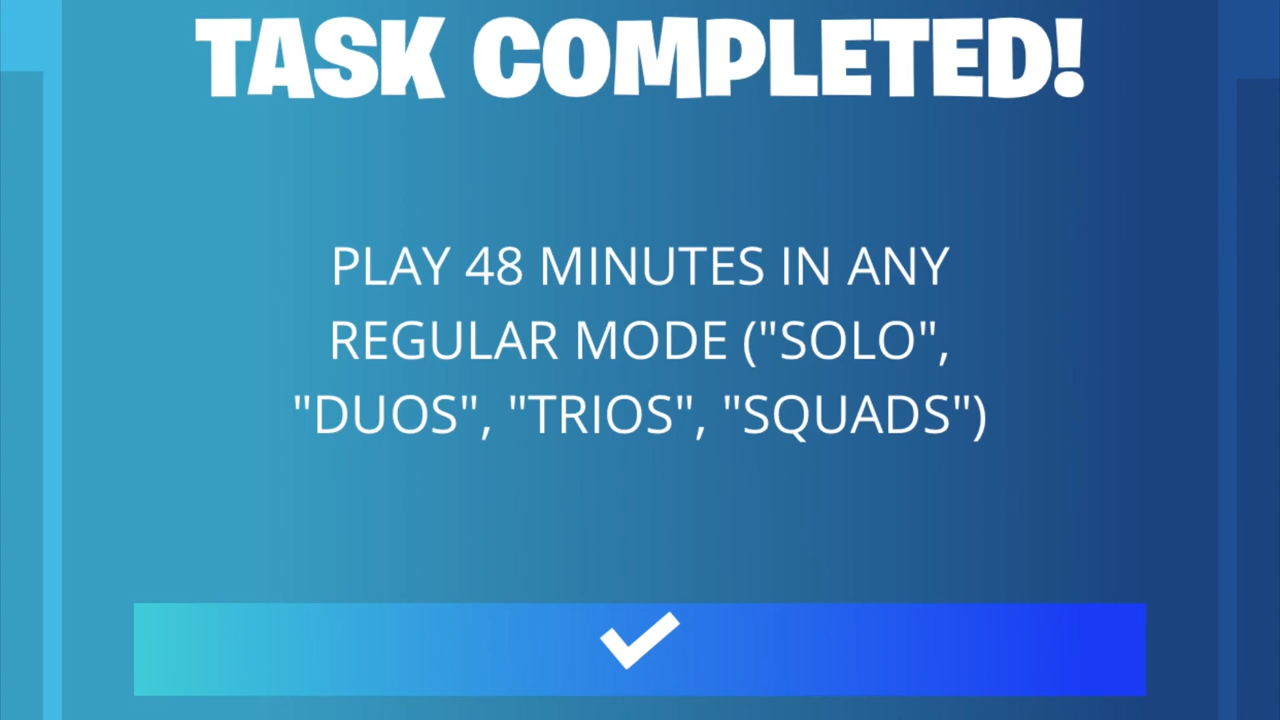 TASK COMPLETED!
PLAY 48 MINUTES IN ANY
REGULAR MODE ("SOLO",
"DUOS", "TRIOS", "SQUADS")